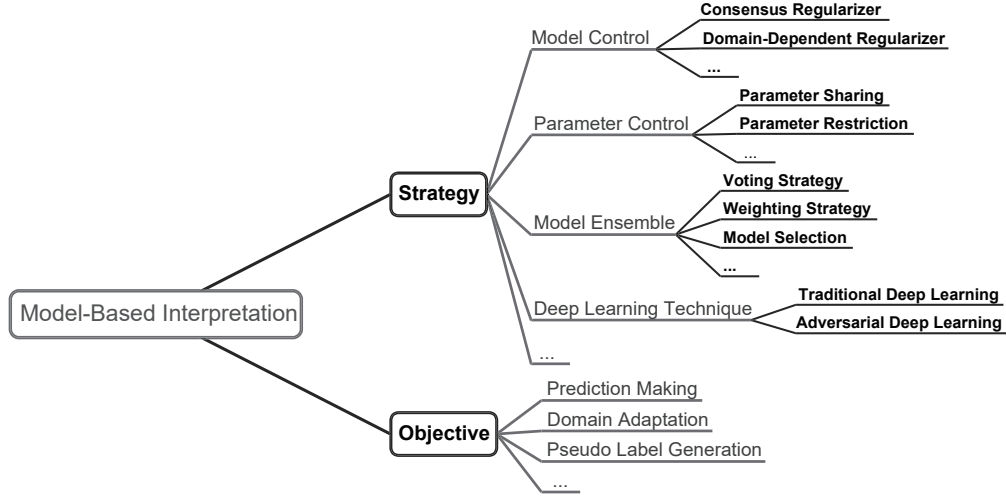 Model-Based Interpretation
Strategy
Model Control
Consensus Regularizer
Domain-Dependent Regularizer
...
Parameter Control
Parameter Sharing
Parameter Restriction
...
Model Ensemble
Voting Strategy
Weighting Strategy
Model Selection
...
Deep Learning Technique
Traditional Deep Learning
Adversarial Deep Learning
...
Objective
Prediction Making
Domain Adaptation
Pseudo Label Generation
...